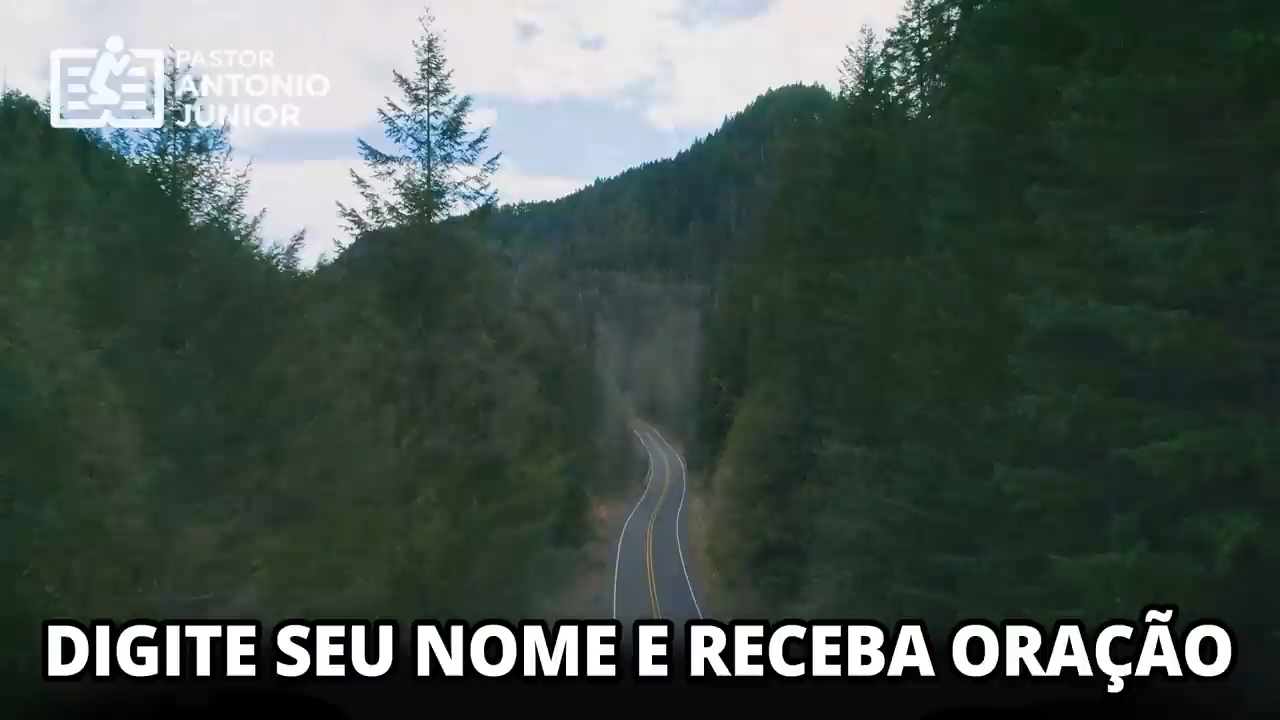 PASTOR
ANTONIO
JUNIOR
DIGITE SEU NOME E RECEBA ORAÇÃO